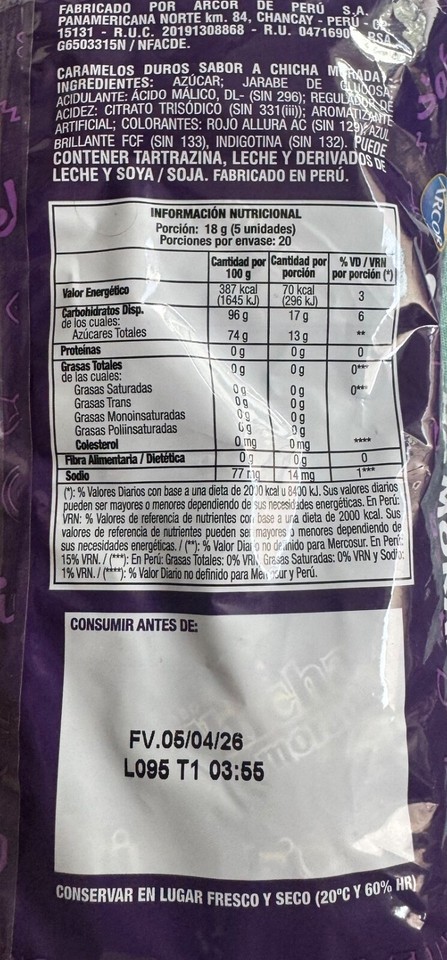 FABRICADO POR ARCOR DE PERÚ S.A.
PANAMERICANA NORTE km. 84, CHANCAY - PERÚ - CP
15131 - R.U.C. 20191308868 - R.U. 0471690 RSA
G6503315N / NFACDE.
CARAMELOS DUROS SABOR A CHICHA MORADA
INGREDIENTES: AZÚCAR; JARABE DE GLUCOSA;
ACIDULANTE: ÁCIDO MÁLICO, DL- (SIN 296); REGULADOR DE
ACIDEZ: CITRATO TRISÓDICO (SIN 331(iii)); AROMATIZANTE
ARTIFICIAL; COLORANTES: ROJO ALLURA AC (SIN 129), AZUL
BRILLANTE FCF (SIN 133), INDIGOTINA (SIN 132). PUEDE
CONTENER TARTRAZINA, LECHE Y DERIVADOS DE
LECHE Y SOYA / SOJA. FABRICADO EN PERÚ.
ARCOR
INFORMACIÓN NUTRICIONAL
Porción: 18 g (5 unidades)
Porciones por envase: 20
Cantidad por 100 g Cantidad por porción % VD / VRN por porción (*)
Valor Energético 387 kcal (1645 kJ) 70 kcal (296 kJ) 3
Carbohidratos Disp. 96 g 17 g 6
de los cuales:
Azúcares Totales 74 g 13 g **
Proteínas 0 g 0 g 0
Grasas Totales 0 g 0 g 0***
de las cuales:
Grasas Saturadas 0 g 0 g 0***
Grasas Trans 0 g 0 g
Grasas Monoinsaturadas 0 g 0 g
Grasas Poliinsaturadas 0 g 0 g
Colesterol 0 mg 0 mg ****
Fibra Alimentaria / Dietética 0 g 0 g 0
Sodio 77 mg 14 mg 1***
(*): % Valores Diarios con base a una dieta de 2000 kcal u 8400 kJ. Sus valores diarios
pueden ser mayores o menores dependiendo de sus necesidades energéticas. En Perú:
VRN: % Valores de referencia de nutrientes con base a una dieta de 2000 kcal. Sus
valores de referencia de nutrientes pueden ser mayores o menores dependiendo de
sus necesidades energéticas. / (**): % Valor Diario no definido para Mercosur. En Perú:
15% VRN. / (***): En Perú: Grasas Totales: 0% VRN, Grasas Saturadas: 0% VRN y Sodio:
1% VRN. / (****): % Valor Diario no definido para Mercosur y Perú.
CONSUMIR ANTES DE:
FV.05/04/26
L095 T1 03:55
CONSERVAR EN LUGAR FRESCO Y SECO (20ºC Y 60% HR)